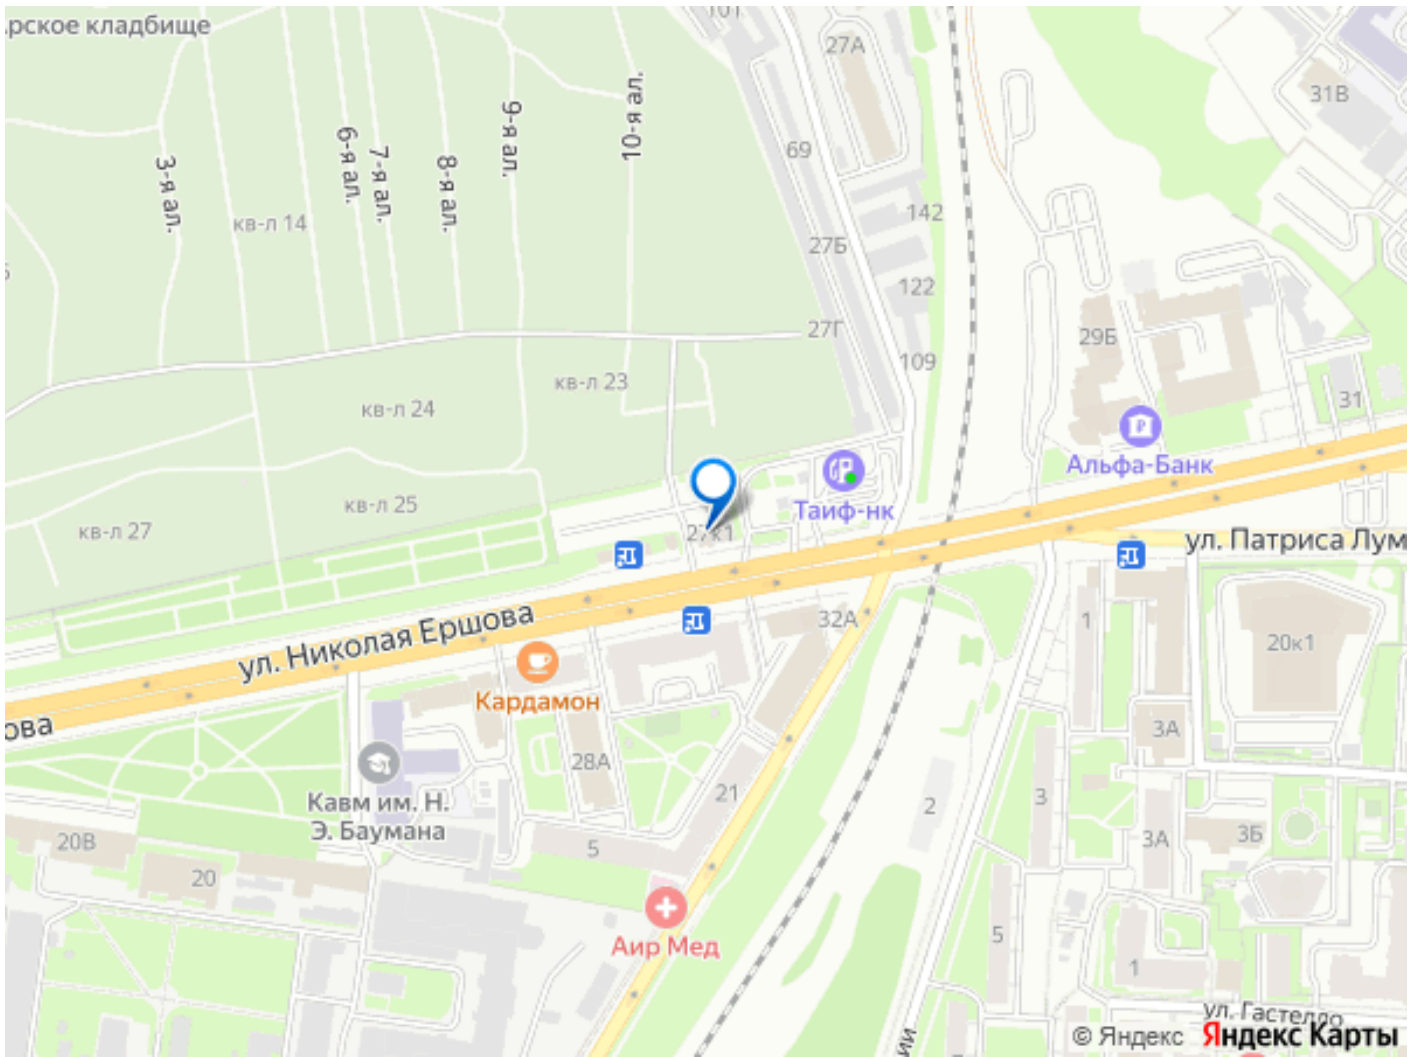 рское кладбище
101
27А
31В
3-я ал.
6-я ал.
7-я ал.
8-я ал.
9-я ал.
10-я ал.
69
кв-л 14
142
27Б
122
27Г
109
29Б
31
кв-л 23
кв-л 24
кв-л 25
кв-л 27
Альфа-Банк
Таиф-нк
27к1
ул. Патриса Лум
ул. Николая Ершова
ова
32А
1
20к1
Кардамон
28А
3А
21
Кавм им. Н.
Э. Баумана
2
3
3А
3Б
20В
20
5
Аир Мед
5
1
ул. Гастелло
© Яндекс Яндекс Карты